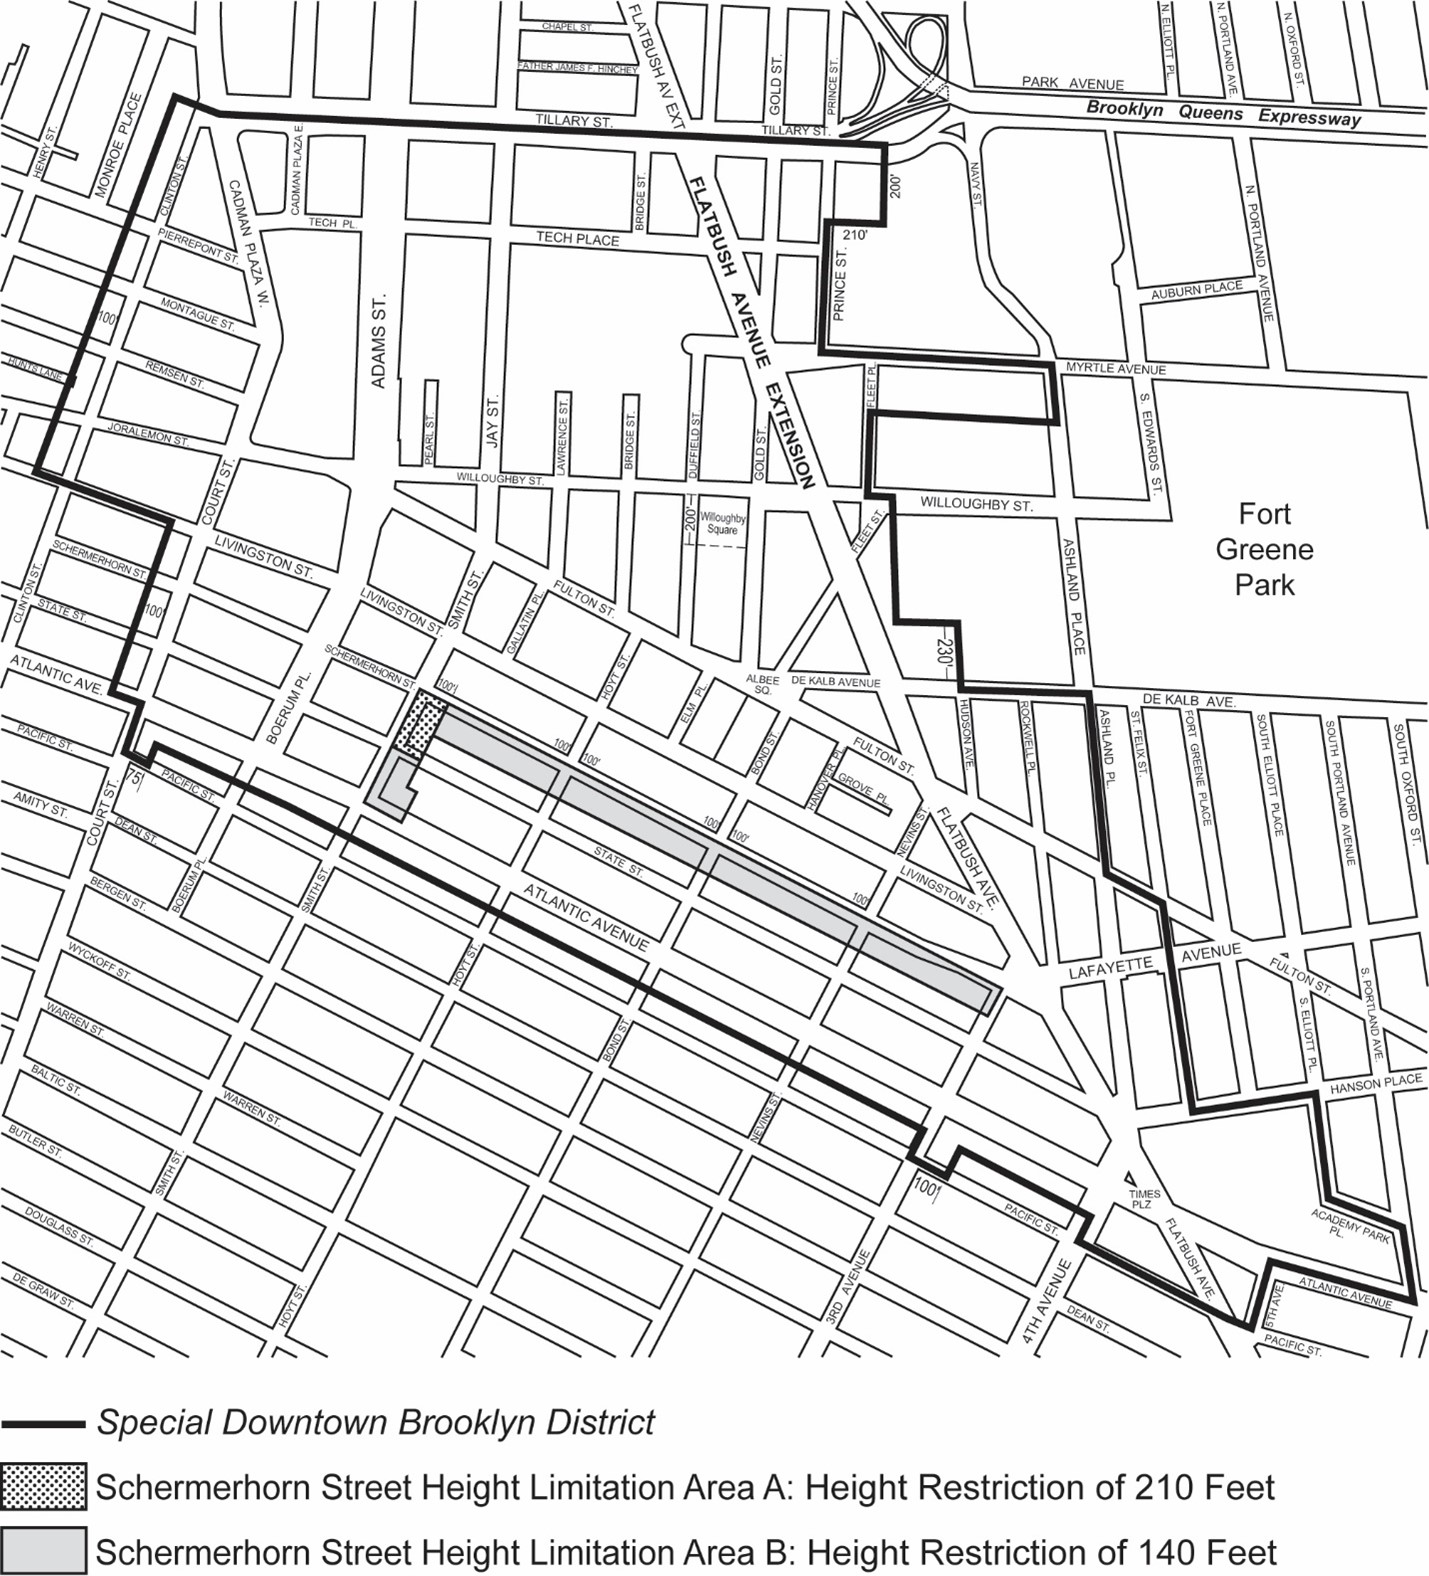 CHAPEL ST.
FATHER JAMES F. HINCHEY
FLATBUSH AV EXT
GOLD ST.
PRINCE ST.
N. ELLIOTT PL.
N. PORTLAND AVE.
N. OXFORD ST.
PARK AVENUE
Brooklyn Queens Expressway
TILLARY ST.
TILLARY ST.
HENRY ST.
MONROE PLACE
CLINTON ST.
CADMAN PLAZA E.
CADMAN PLAZA W.
TECH PL.
BRIDGE ST.
TECH PLACE
200'
210'
NAVY ST.
N. PORTLAND AVENUE
PIERREPONT ST.
PRINCE ST.
AUBURN PLACE
FLATBUSH AVENUE EXTENSION
100'
MONTAGUE ST.
ADAMS ST.
HUNTS LANE
REMSEN ST.
FLEET PL.
MYRTLE AVENUE
JORALEMON ST.
PEARL ST.
JAY ST.
LAWRENCE ST.
BRIDGE ST.
DUFFIELD ST.
GOLD ST.
S. EDWARDS ST.
COURT ST.
WILLOUGHBY ST.
WILLOUGHBY ST.
200'
Willoughby
Square
FLEET ST.
Fort
Greene
Park
LIVINGSTON ST.
SCHERMERHORN ST.
CLINTON ST.
STATE ST.
100'
ASHLAND PLACE
LIVINGSTON ST.
SMITH ST.
GALLATIN PL.
FULTON ST.
230'
ATLANTIC AVE.
SCHERMERHORN ST.
BOERUM PL.
100'
HOYT ST.
ELM PL.
ALBEE
SQ.
DE KALB AVENUE
DE KALB AVE.
HUDSON AVE.
ROCKWELL PL.
ASHLAND PL.
ST. FELIX ST.
FORT GREENE PLACE
SOUTH ELLIOTT PLACE
SOUTH PORTLAND AVENUE
SOUTH OXFORD ST.
PACIFIC ST.
75'
PACIFIC ST.
100'
100'
BOND ST.
HANOVER PL.
FULTON ST.
GROVE PL.
AMITY ST.
COURT ST.
DEAN ST.
100'
100'
NEVINS ST.
FLATBUSH AVE.
BERGEN ST.
BOERUM PL.
SMITH ST.
STATE ST.
ATLANTIC AVENUE
100'
LIVINGSTON ST.
WYCKOFF ST.
HOYT ST.
LAFAYETTE AVENUE
FULTON ST.
WARREN ST.
BOND ST.
S. ELLIOTT PL.
S. PORTLAND AVE.
BALTIC ST.
WARREN ST.
NEVINS ST.
HANSON PLACE
BUTLER ST.
SMITH ST.
100'
PACIFIC ST.
TIMES
PLZ
DOUGLASS ST.
FLATBUSH AVE.
ACADEMY PARK
PL.
DE GRAW ST.
HOYT ST.
3RD AVENUE
4TH AVENUE
DEAN ST.
5TH AVE.
ATLANTIC AVENUE
PACIFIC ST.
Special Downtown Brooklyn District
Schermerhorn Street Height Limitation Area A: Height Restriction of 210 Feet
Schermerhorn Street Height Limitation Area B: Height Restriction of 140 Feet